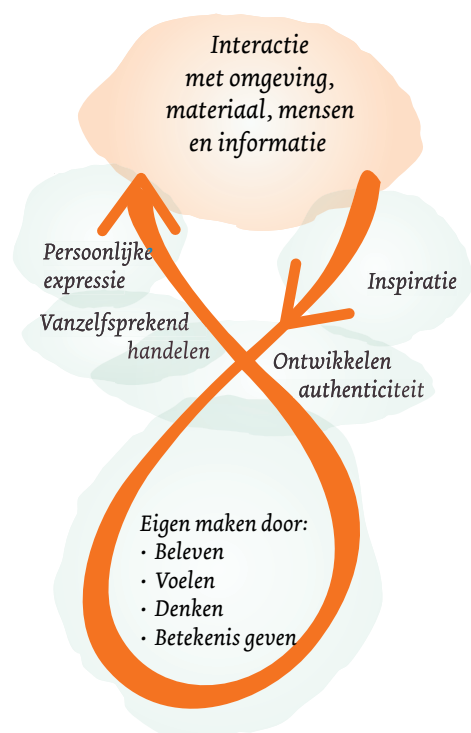 Interactie
met omgeving,
materiaal, mensen
en informatie
Persoonlijke
expressie
Inspiratie
Vanzelfsprekend
handelen
Ontwikkelen
authenticiteit
Eigen maken door:
· Beleven
· Voelen
· Denken
· Betekenis geven